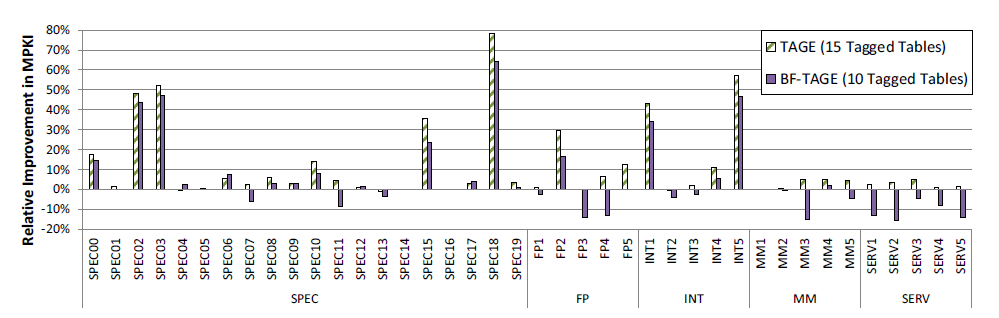 Relative Improvement in MPKI
80%
70%
60%
50%
40%
30%
20%
10%
0%
-10%
-20%
TAGE (15 Tagged Tables)
BF-TAGE (10 Tagged Tables)
SPEC00
SPEC01
SPEC02
SPEC03
SPEC04
SPEC05
SPEC06
SPEC07
SPEC08
SPEC09
SPEC10
SPEC11
SPEC12
SPEC13
SPEC14
SPEC15
SPEC16
SPEC17
SPEC18
SPEC19
FP1
FP2
FP3
FP4
FP5
INT1
INT2
INT3
INT4
INT5
MM1
MM2
MM3
MM4
MM5
SERV1
SERV2
SERV3
SERV4
SERV5
SPEC
FP
INT
MM
SERV